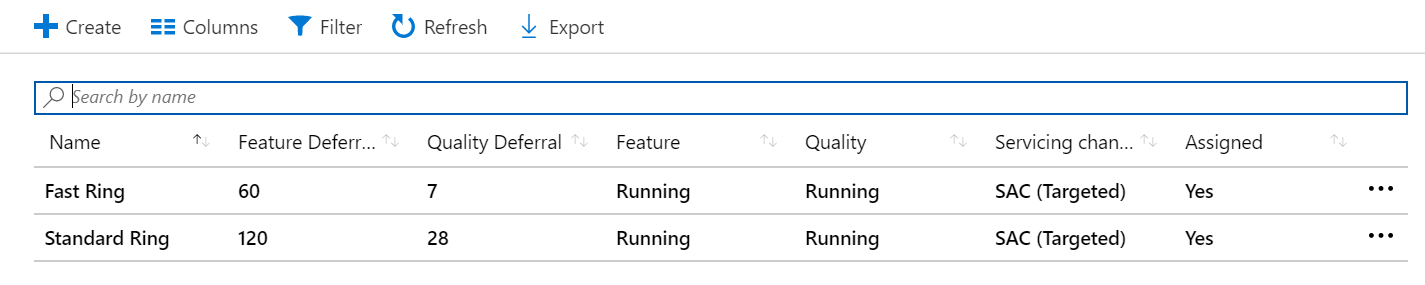 Create Columns Filter Refresh Export
Search by name
Name Feature Deferr... Quality Deferral Feature Quality Servicing chan... Assigned
Fast Ring 60 7 Running Running SAC (Targeted) Yes
Standard Ring 120 28 Running Running SAC (Targeted) Yes